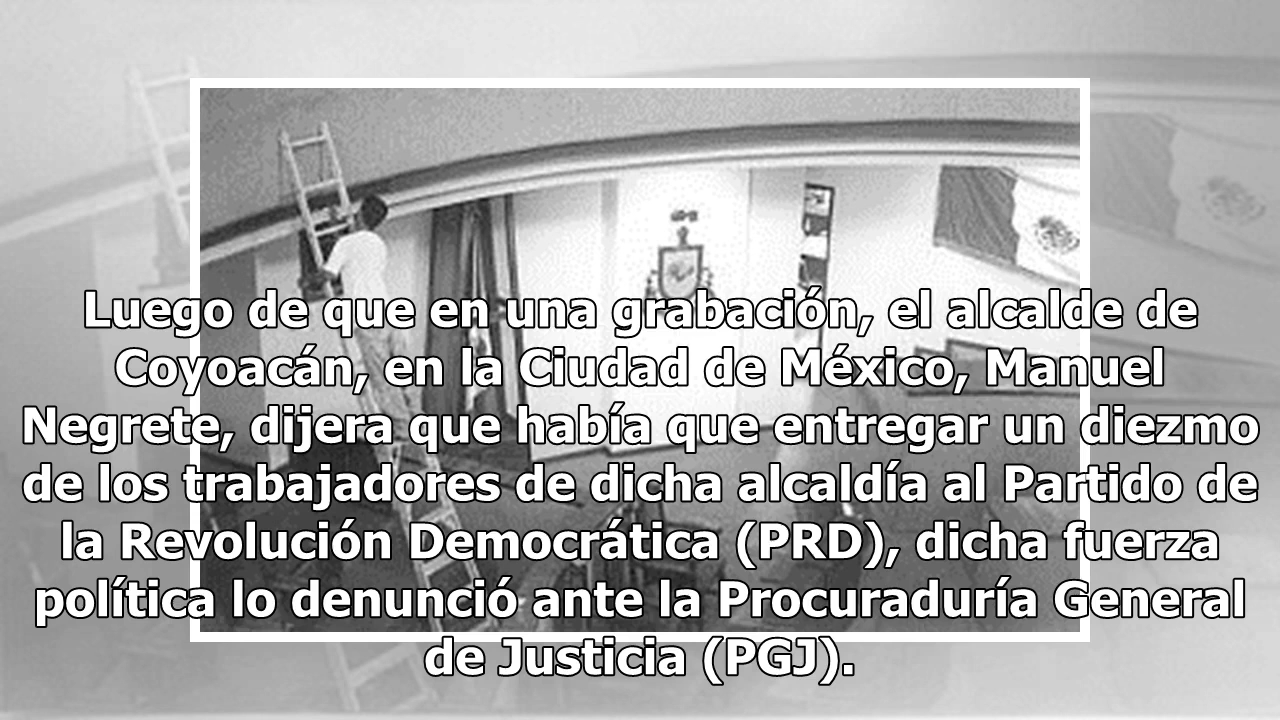 Luego de que en una grabación, el alcalde de
Coyoacán, en la Ciudad de México, Manuel
Negrete, dijera que había que entregar un diezmo
de los trabajadores de dicha alcaldía al Partido de
la Revolución Democrática (PRD), dicha fuerza
política lo denunció ante la Procuraduría General
de Justicia (PGJ).